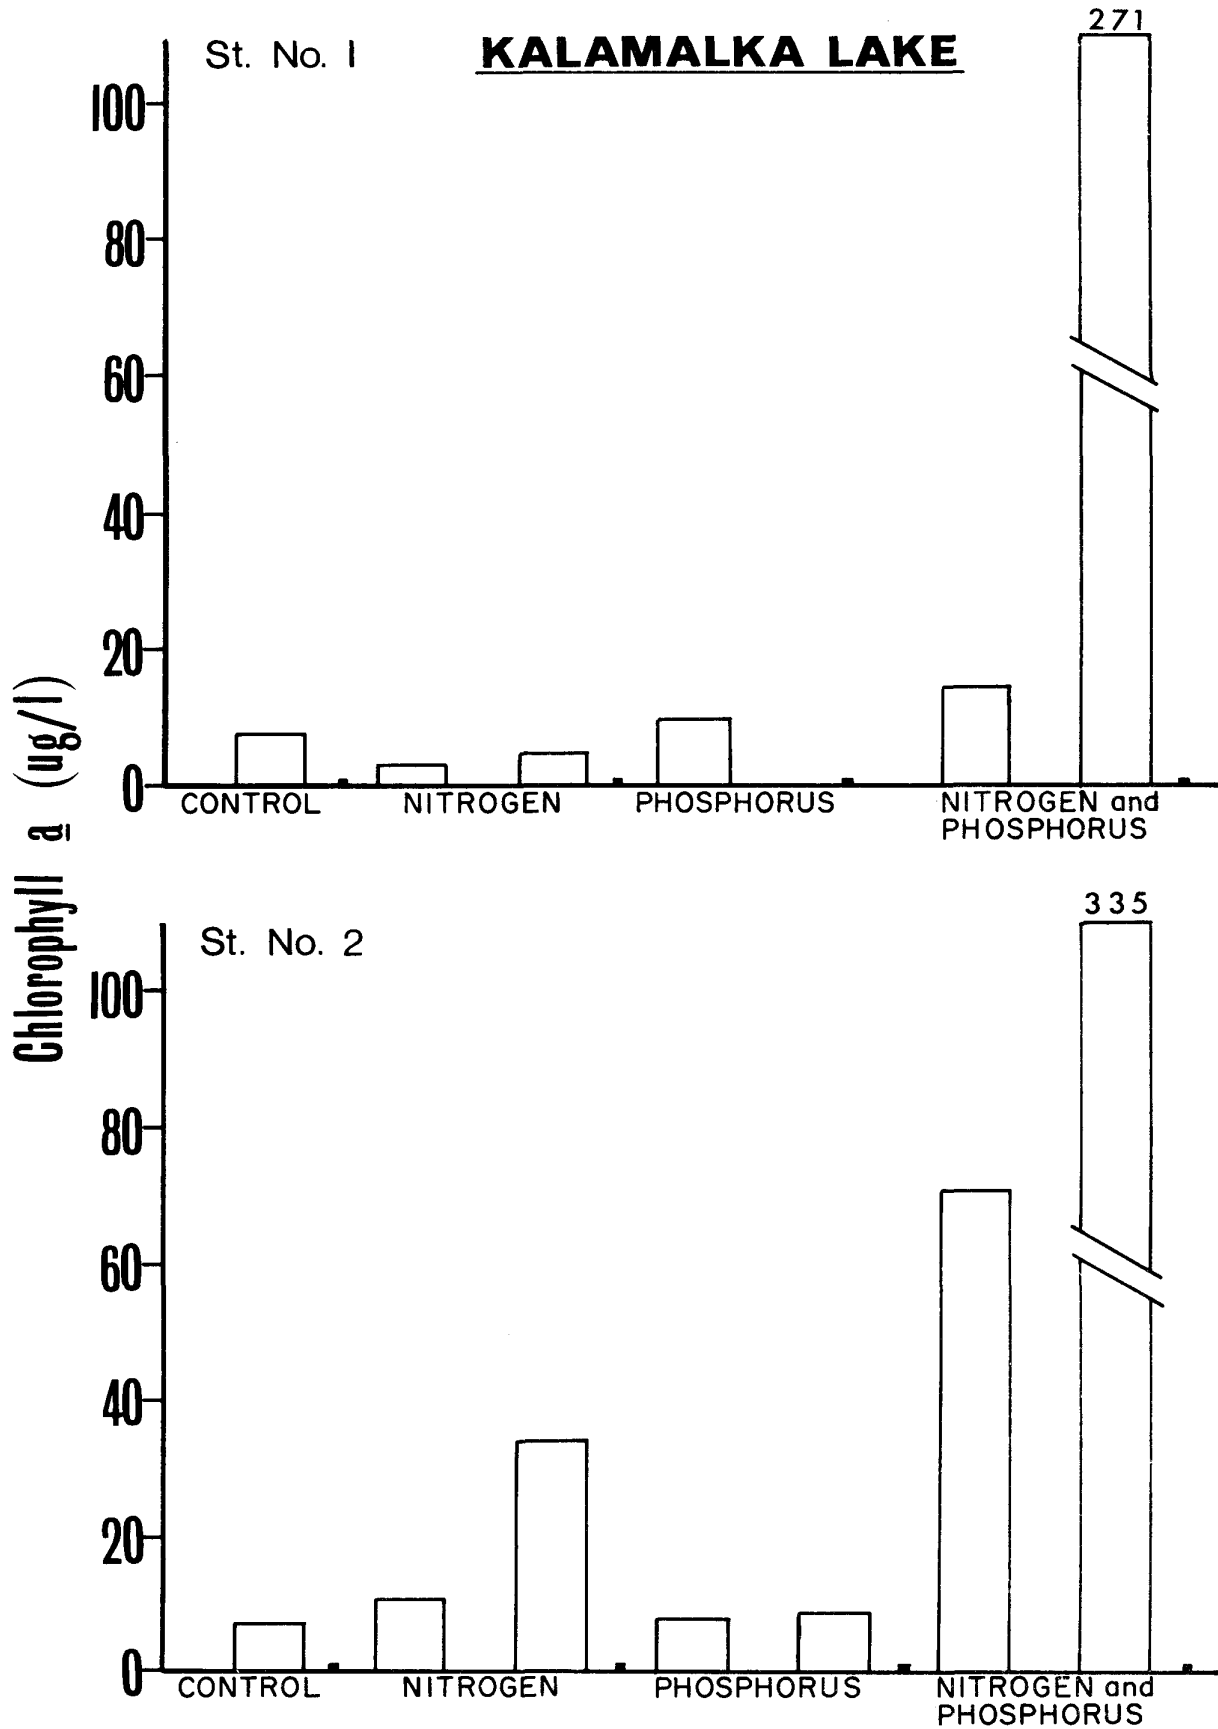 271
St. No. 1 KALAMALKA LAKE
100
80
60
40
20
0
CONTROL NITROGEN PHOSPHORUS NITROGEN and
PHOSPHORUS
Chlorophyll a (ug/l)
335
St. No. 2
100
80
60
40
20
0
CONTROL NITROGEN PHOSPHORUS NITROGEN and
PHOSPHORUS